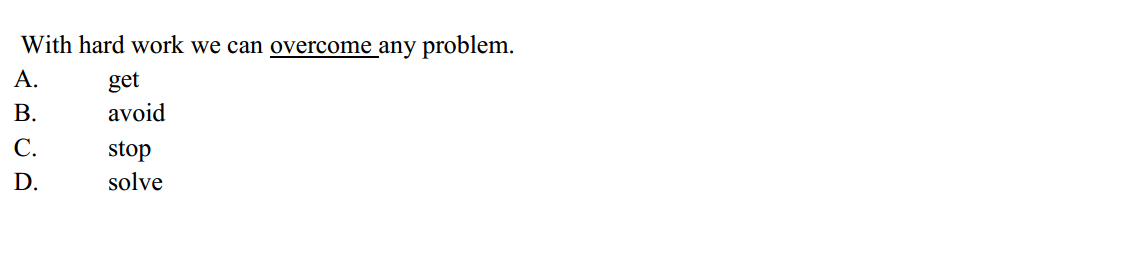 With hard work we can overcome any problem.
A. get
B. avoid
C. stop
D. solve